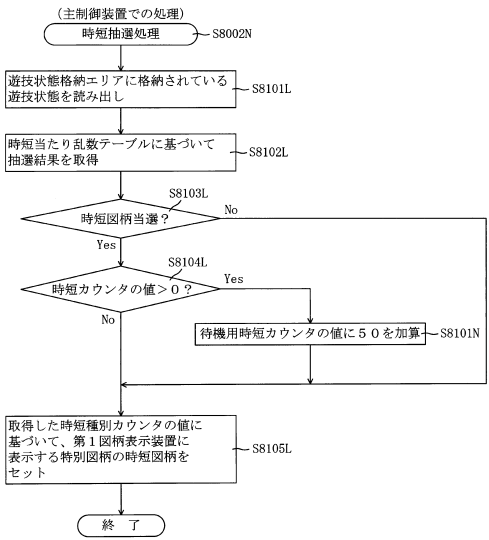 (主制御装置での処理)
時短抽選処理
S8002N
遊技状態格納エリアに格納されている
遊技状態を読み出し
S8101L
時短当たり乱数テーブルに基づいて
抽選結果を取得
S8102L
S8103L
時短図柄当選?
No
Yes
S8104L
時短カウンタの値>0?
Yes
No
待機用時短カウンタの値に50を加算
S8101N
取得した時短種別カウンタの値に
基づいて、第1図柄表示装置に
表示する特別図柄の時短図柄を
セット
S8105L
終 了